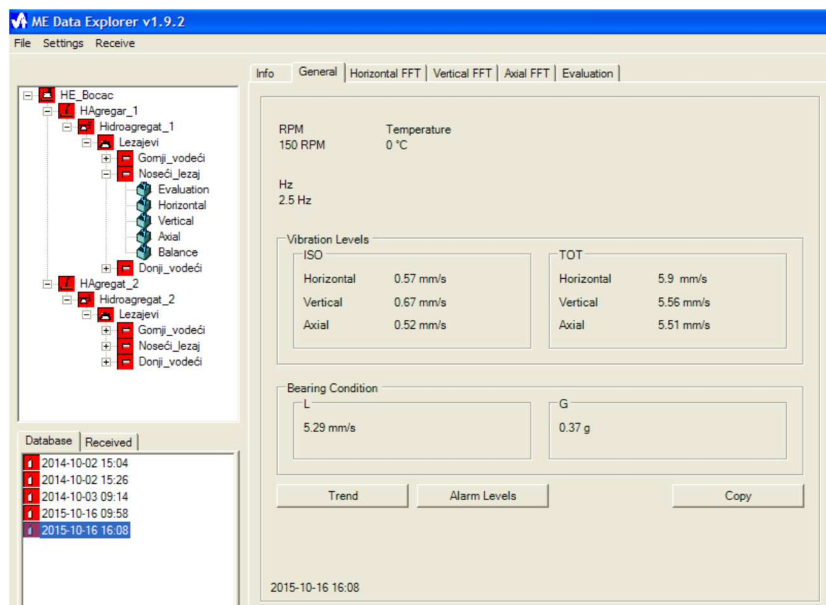 ME Data Explorer v1.9.2
File Settings Receive
Info General Horizontal FFT Vertical FFT Axial FFT Evaluation
HE_Bocac
HAgregar_1
Hidroagregat_1
Lezajevi
Gornji_vodeći
Noseći_lezaj
Evaluation
Horizontal
Vertical
Axial
Balance
Donji_vodeći
HAgregat_2
Hidroagregat_2
Lezajevi
Gornji_vodeći
Noseći_lezaj
Donji_vodeći
Database Received
2014-10-02 15:04
2014-10-02 15:26
2014-10-03 09:14
2015-10-16 09:58
2015-10-16 16:08
RPM Temperature
150 RPM 0 °C
Hz
2.5 Hz
Vibration Levels
ISO
Horizontal 0.57 mm/s
Vertical 0.67 mm/s
Axial 0.52 mm/s
TOT
Horizontal 5.9 mm/s
Vertical 5.56 mm/s
Axial 5.51 mm/s
Bearing Condition
L
5.29 mm/s
G
0.37 g
Trend Alarm Levels Copy
2015-10-16 16:08